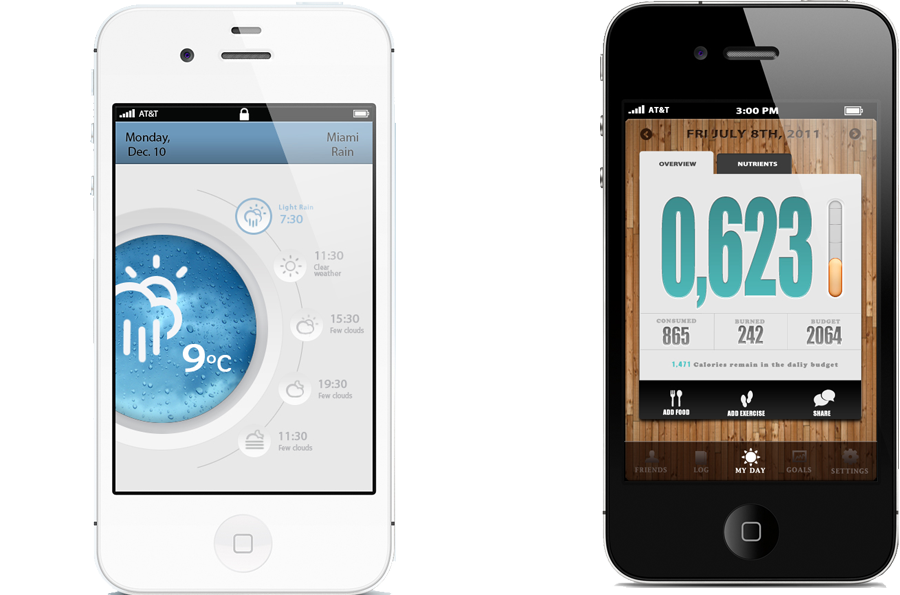 AT&T
Monday,
Dec. 10
Miami
Rain
Light Rain
7:30
11:30
Clear
weather
15:30
Few clouds
19:30
Few clouds
11:30
Few clouds
9°C
AT&T
3:00 PM
FRI JULY 8TH, 2011
OVERVIEW
NUTRIENTS
0,623
CONSUMED
865
BURNED
242
BUDGET
2064
1,471 Calories remain in the daily budget
ADD FOOD
ADD EXERCISE
SHARE
FRIENDS
LOG
MY DAY
GOALS
SETTINGS